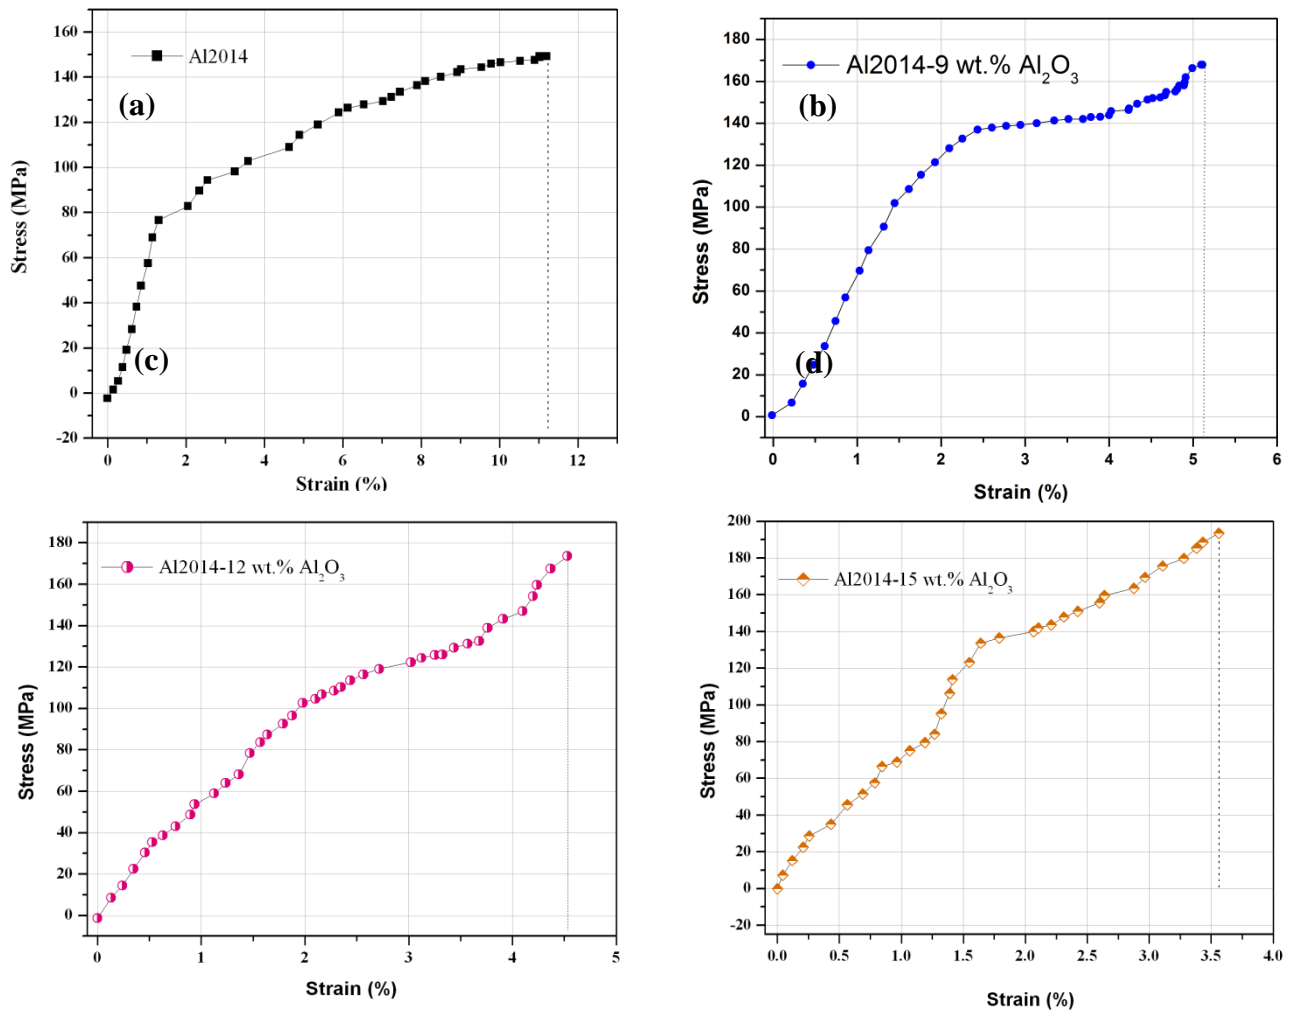 160
140
120
100
80
60
40
20
0
-20
Stress (MPa)
Al2014
(a)
(c)
0 2 4 6 8 10 12
Strain (%)
180
160
140
120
100
80
60
40
20
0
Stress (MPa)
Al2014-9 wt.% Al₂O₃
(b)
(d)
0 1 2 3 4 5 6
Strain (%)
180
160
140
120
100
80
60
40
20
0
Stress (MPa)
Al2014-12 wt.% Al₂O₃
0 1 2 3 4 5
Strain (%)
200
180
160
140
120
100
80
60
40
20
0
-20
Stress (MPa)
Al2014-15 wt.% Al₂O₃
0.0 0.5 1.0 1.5 2.0 2.5 3.0 3.5 4.0
Strain (%)